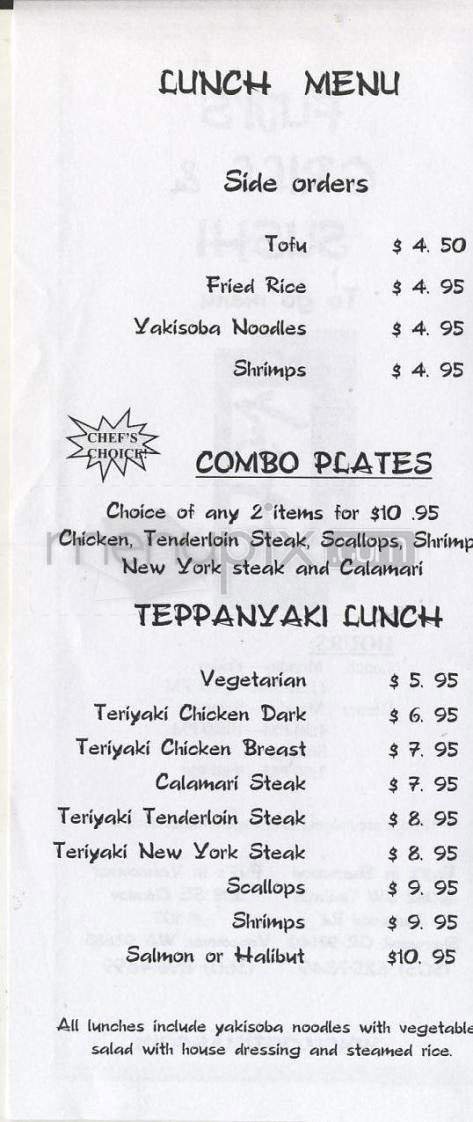 LUNCH MENU
Side orders
Tofu $ 4. 50
Fried Rice $ 4. 95
Yakisoba Noodles $ 4. 95
Shrimps $ 4. 95
CHEF'S
CHOICE!
COMBO PLATES
Choice of any 2 items for $10 .95
Chicken, Tenderloin Steak, Scallops, Shrimp
New York steak and Calamari
TEPPANYAKI LUNCH
Vegetarian $ 5. 95
Teriyaki Chicken Dark $ 6. 95
Teriyaki Chicken Breast $ 7. 95
Calamari Steak $ 7. 95
Teriyaki Tenderloin Steak $ 8. 95
Teriyaki New York Steak $ 8. 95
Scallops $ 9. 95
Shrimps $ 9. 95
Salmon or Halibut $10. 95
All lunches include yakisoba noodles with vegetable
salad with house dressing and steamed rice.